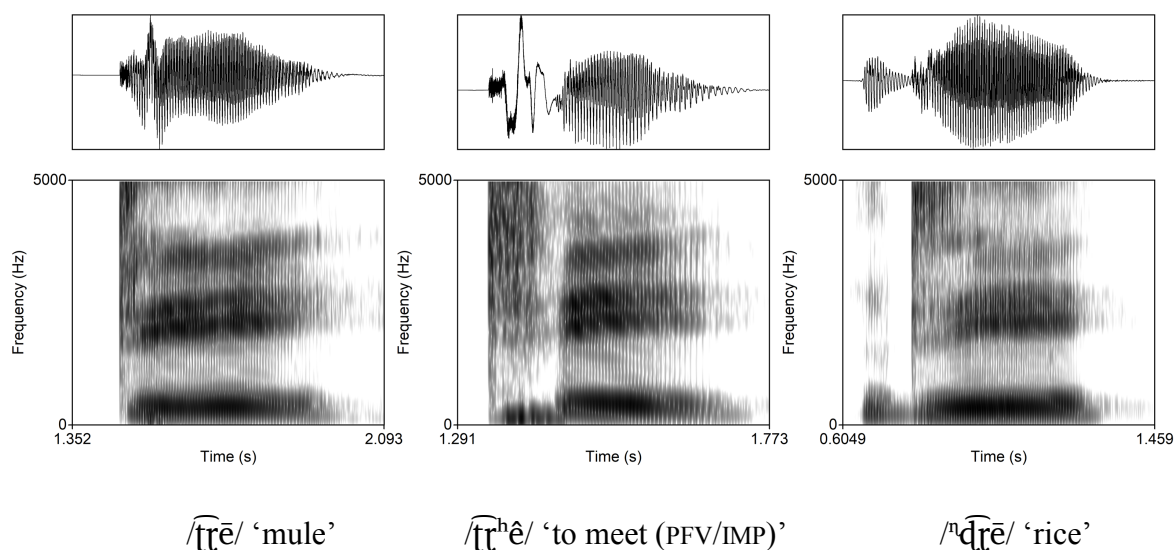 5000
5000
5000
Frequency (Hz)
Frequency (Hz)
Frequency (Hz)
0
0
0
1.352 2.093
1.291 1.773
0.6049 1.459
Time (s)
Time (s)
Time (s)
/ʈ͡ɽē/ ‘mule’
/ʈ͡ɽʰê/ ‘to meet (PFV/IMP)’
/ⁿɖ͡ɽē/ ‘rice’